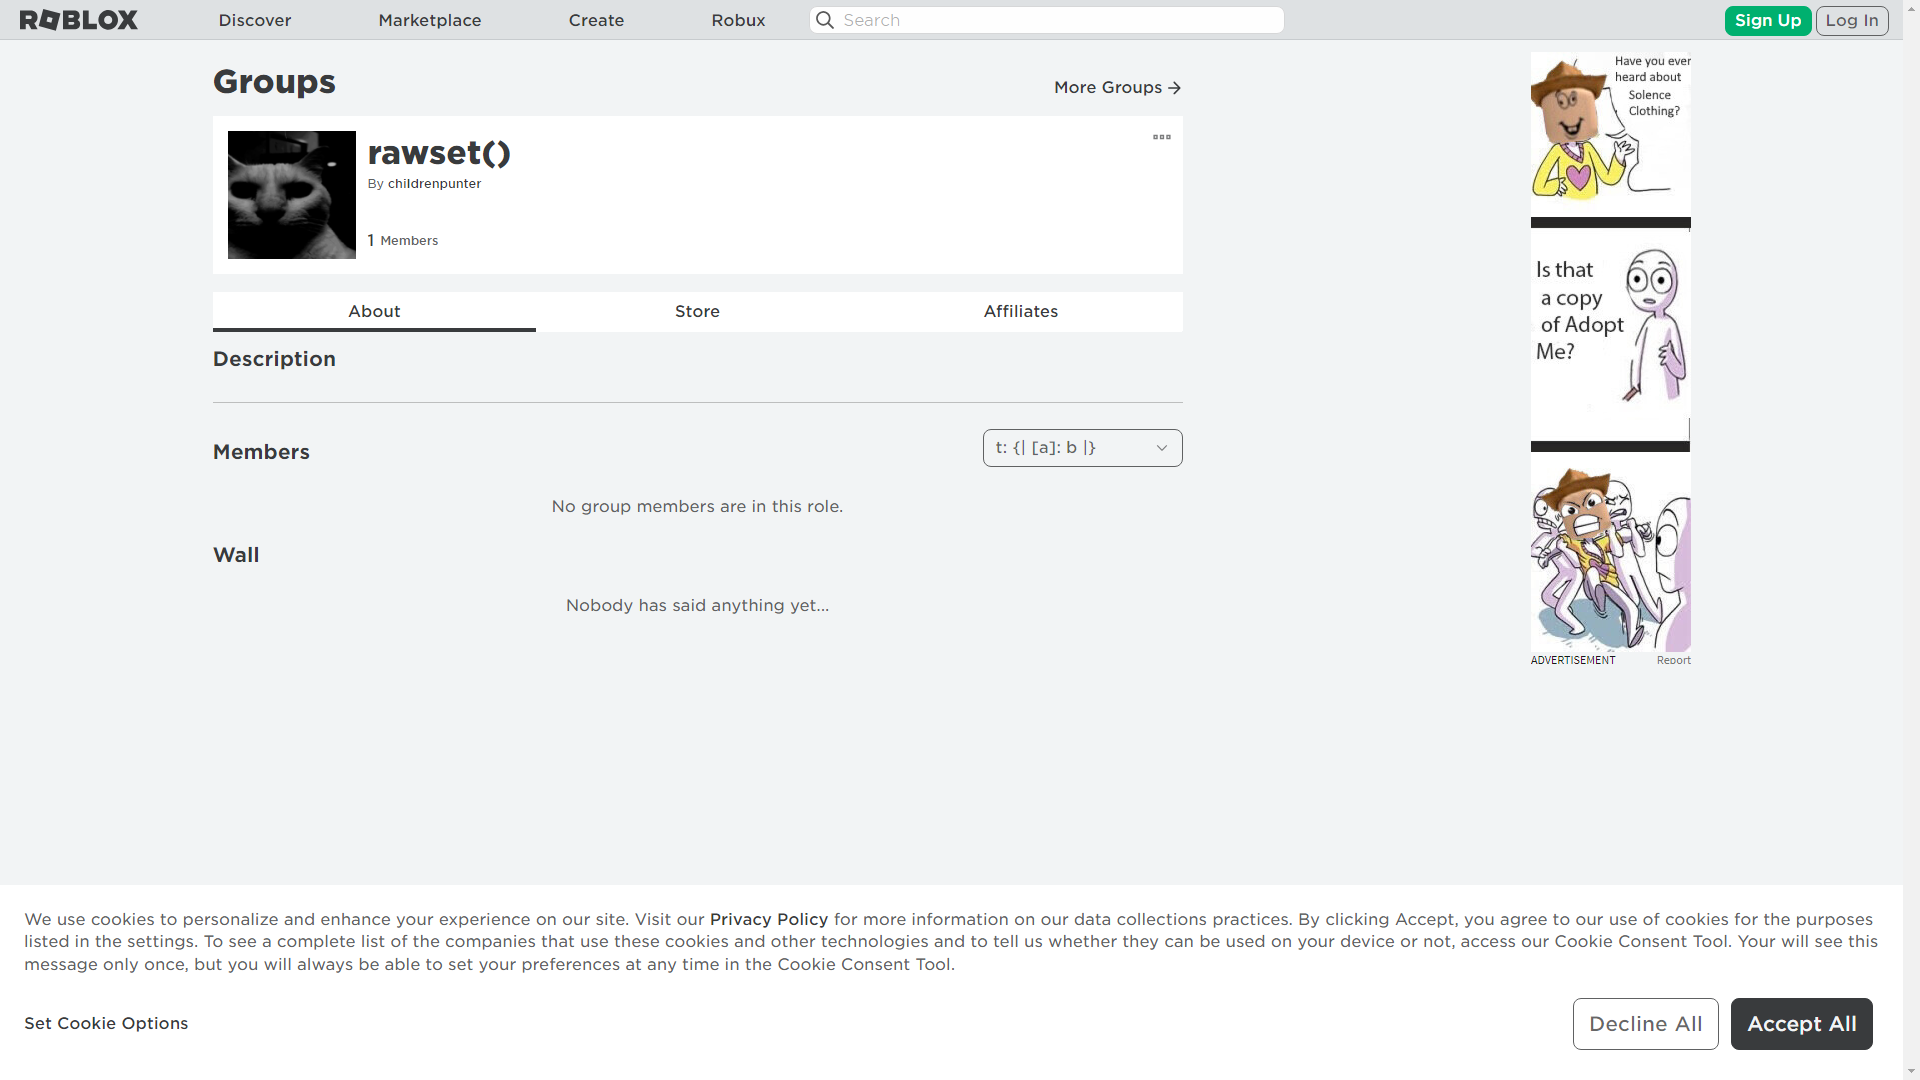 ROBLOX
Discover
Marketplace
Create
Robux
Search
Sign Up
Log In
Groups
More Groups
rawset()
By childrenpunter
1 Members
About
Store
Affiliates
Description
Members
t: {| [a]: b |}
No group members are in this role.
Wall
Nobody has said anything yet...
Have you ever
heard about
Solence
Clothing?
Is that
a copy
of Adopt
Me?
ADVERTISEMENT
Report
We use cookies to personalize and enhance your experience on our site. Visit our Privacy Policy for more information on our data collections practices. By clicking Accept, you agree to our use of cookies for the purposes
listed in the settings. To see a complete list of the companies that use these cookies and other technologies and to tell us whether they can be used on your device or not, access our Cookie Consent Tool. Your will see this
message only once, but you will always be able to set your preferences at any time in the Cookie Consent Tool.
Set Cookie Options
Decline All
Accept All